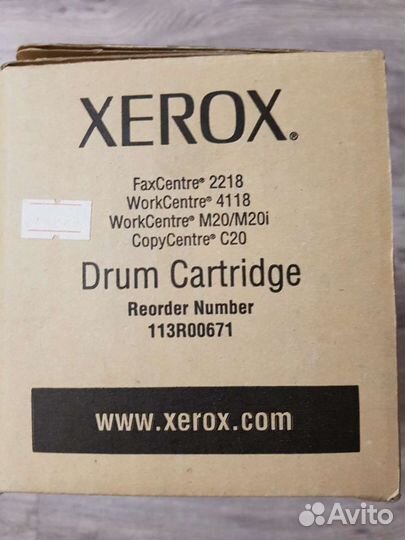 XEROX®
FaxCentre® 2218
WorkCentre® 4118
WorkCentre® M20/M20i
CopyCentre® C20
Drum Cartridge
Reorder Number
113R00671
www.xerox.com
Avito